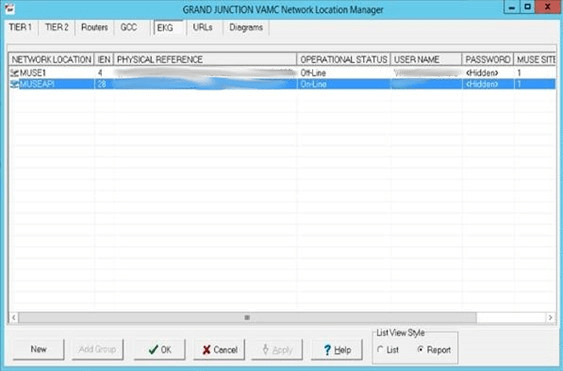 GRAND JUNCTION VAMC Network Location Manager
TIER 1 TIER 2 Routers GCC EKG URLs Diagrams
NETWORK LOCATION IEN PHYSICAL REFERENCE OPERATIONAL STATUS USER NAME PASSWORD MUSE SITE
MUSE1 4 Off-Line <Hidden> 1
MUSEAPI 28 On-Line <Hidden> 1
New Add Group OK Cancel Apply Help
List View Style
List Report